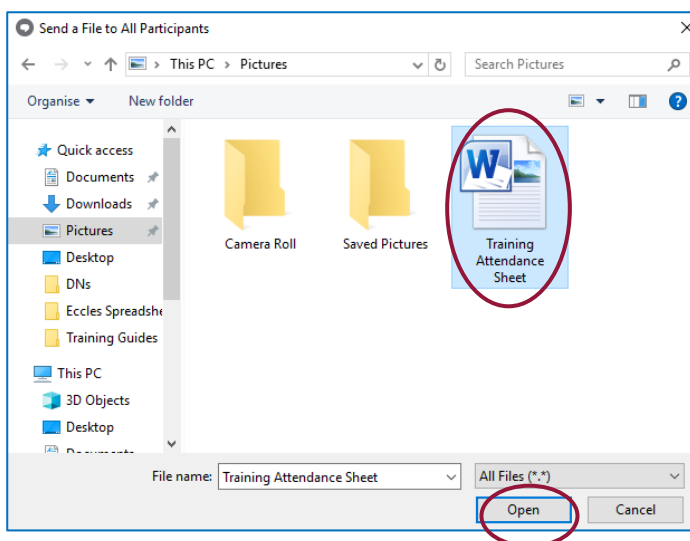 Send a File to All Participants
This PC > Pictures
Search Pictures
Organise
New folder
Quick access
Documents
Downloads
Pictures
Desktop
DNs
Eccles Spreadshe
Training Guides
This PC
3D Objects
Desktop
Documents
W
Camera Roll
Saved Pictures
Training
Attendance
Sheet
File name: Training Attendance Sheet
All Files (*.*)
Open
Cancel